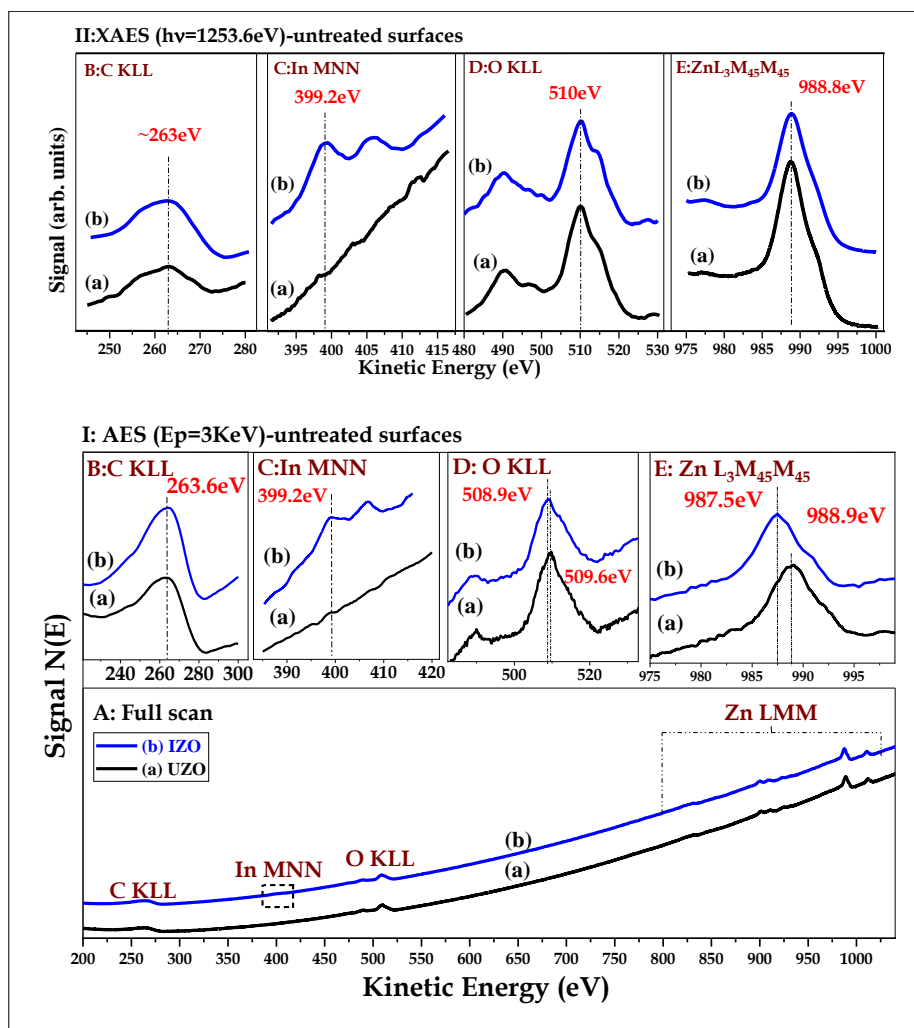 II:XAES (hν=1253.6eV)-untreated surfaces
B:C KLL
C:In MNN
D:O KLL
E:ZnL₃M₄₅M₄₅
399.2eV
510eV
988.8eV
~263eV
(b)
(b)
(b)
(b)
(a)
(a)
(a)
(a)
Signal (arb. units)
250 260 270 280
395 400 405 410 415
480 490 500 510 520 530
975 980 985 990 995 1000
Kinetic Energy (eV)
I: AES (Ep=3KeV)-untreated surfaces
B:C KLL
C:In MNN
D: O KLL
E: Zn L₃M₄₅M₄₅
263.6eV
399.2eV
508.9eV
987.5eV
988.9eV
509.6eV
(b)
(b)
(b)
(b)
(a)
(a)
(a)
(a)
240 260 280 300
390 400 410 420
500 520
975 980 985 990 995
Signal N(E)
A: Full scan
Zn LMM
(b) IZO
(a) UZO
(b)
(a)
C KLL
In MNN
O KLL
200 250 300 350 400 450 500 550 600 650 700 750 800 850 900 950 1000
Kinetic Energy (eV)